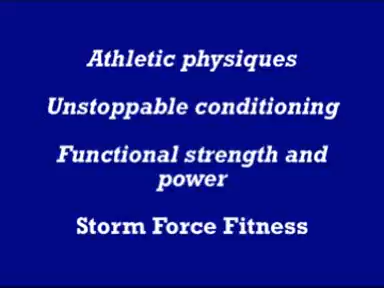 Athletic physiques
Unstoppable conditioning
Functional strength and
power
Storm Force Fitness